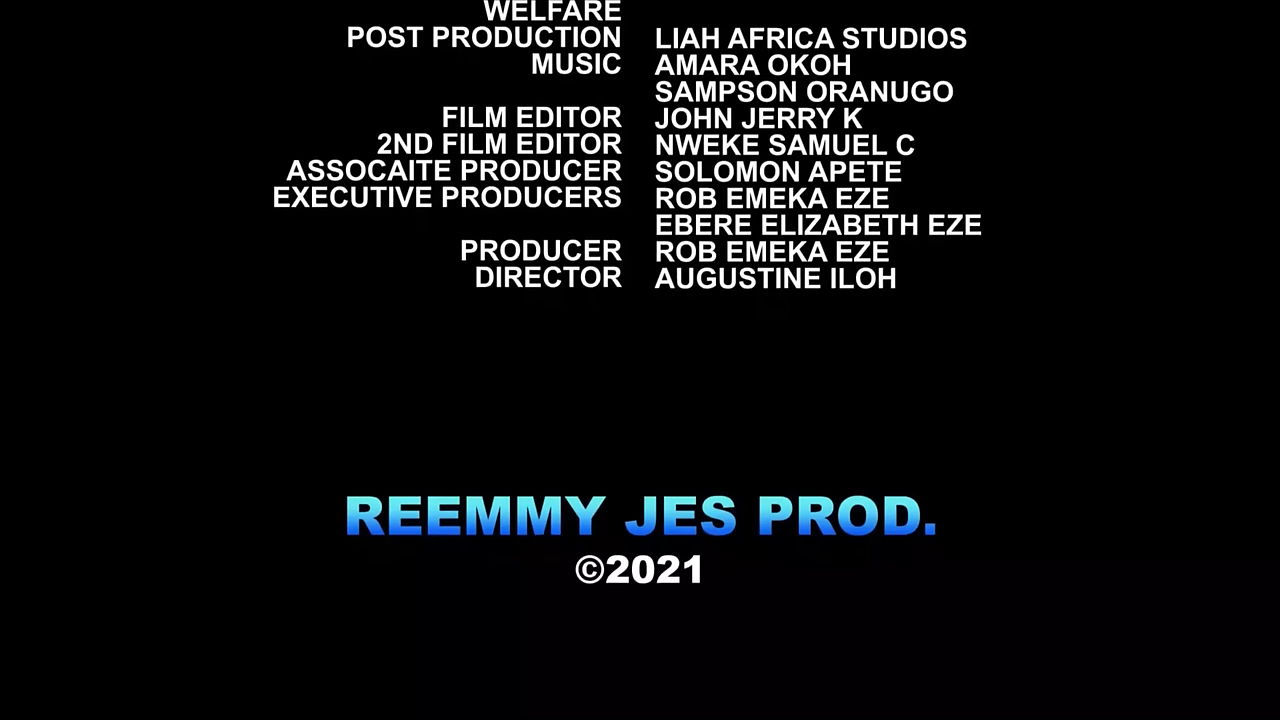 WELFARE
POST PRODUCTION LIAH AFRICA STUDIOS
MUSIC AMARA OKOH
SAMPSON ORANUGO
FILM EDITOR JOHN JERRY K
2ND FILM EDITOR NWEKE SAMUEL C
ASSOCAITE PRODUCER SOLOMON APETE
EXECUTIVE PRODUCERS ROB EMEKA EZE
EBERE ELIZABETH EZE
PRODUCER ROB EMEKA EZE
DIRECTOR AUGUSTINE ILOH
REEMMY JES PROD.
©2021